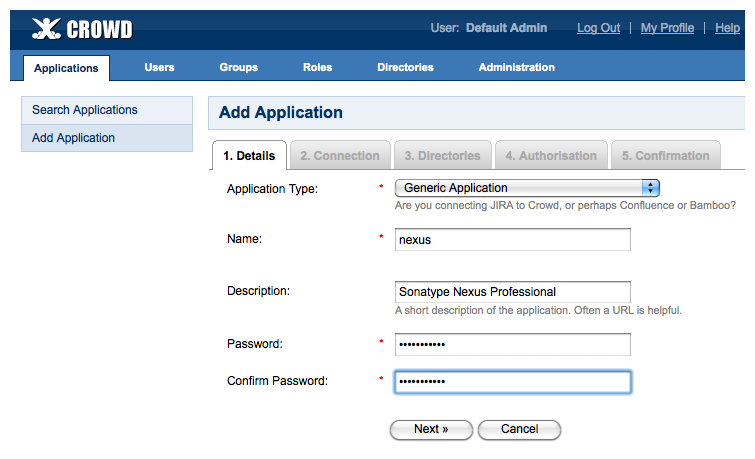 CROWD
User: Default Admin Log Out | My Profile | Help
Applications Users Groups Roles Directories Administration
Search Applications
Add Application
Add Application
1. Details 2. Connection 3. Directories 4. Authorisation 5. Confirmation
Application Type: * Generic Application
Are you connecting JIRA to Crowd, or perhaps Confluence or Bamboo?
Name: * nexus
Description: Sonatype Nexus Professional
A short description of the application. Often a URL is helpful.
Password: * •••••••••••
Confirm Password: * •••••••••••
Next » Cancel